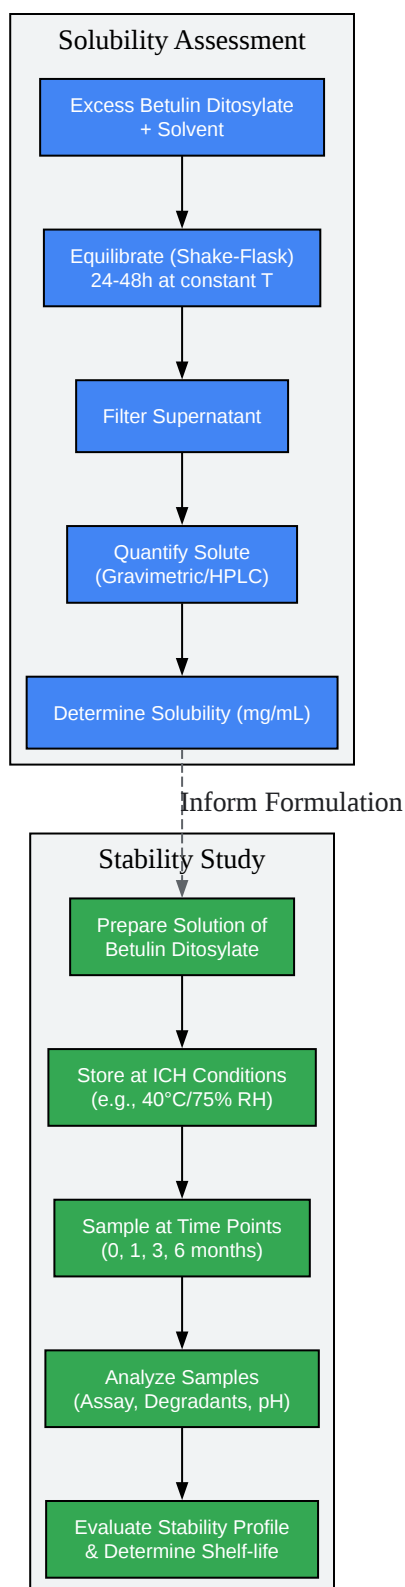 Solubility Assessment
Excess Betulin Ditosylate
+ Solvent
Equilibrate (Shake-Flask)
24-48h at constant T
Filter Supernatant
Quantify Solute
(Gravimetric/HPLC)
Determine Solubility (mg/mL)
Inform Formulation
Stability Study
Prepare Solution of
Betulin Ditosylate
Store at ICH Conditions
(e.g., 40°C/75% RH)
Sample at Time Points
(0, 1, 3, 6 months)
Analyze Samples
(Assay, Degradants, pH)
Evaluate Stability Profile
& Determine Shelf-life